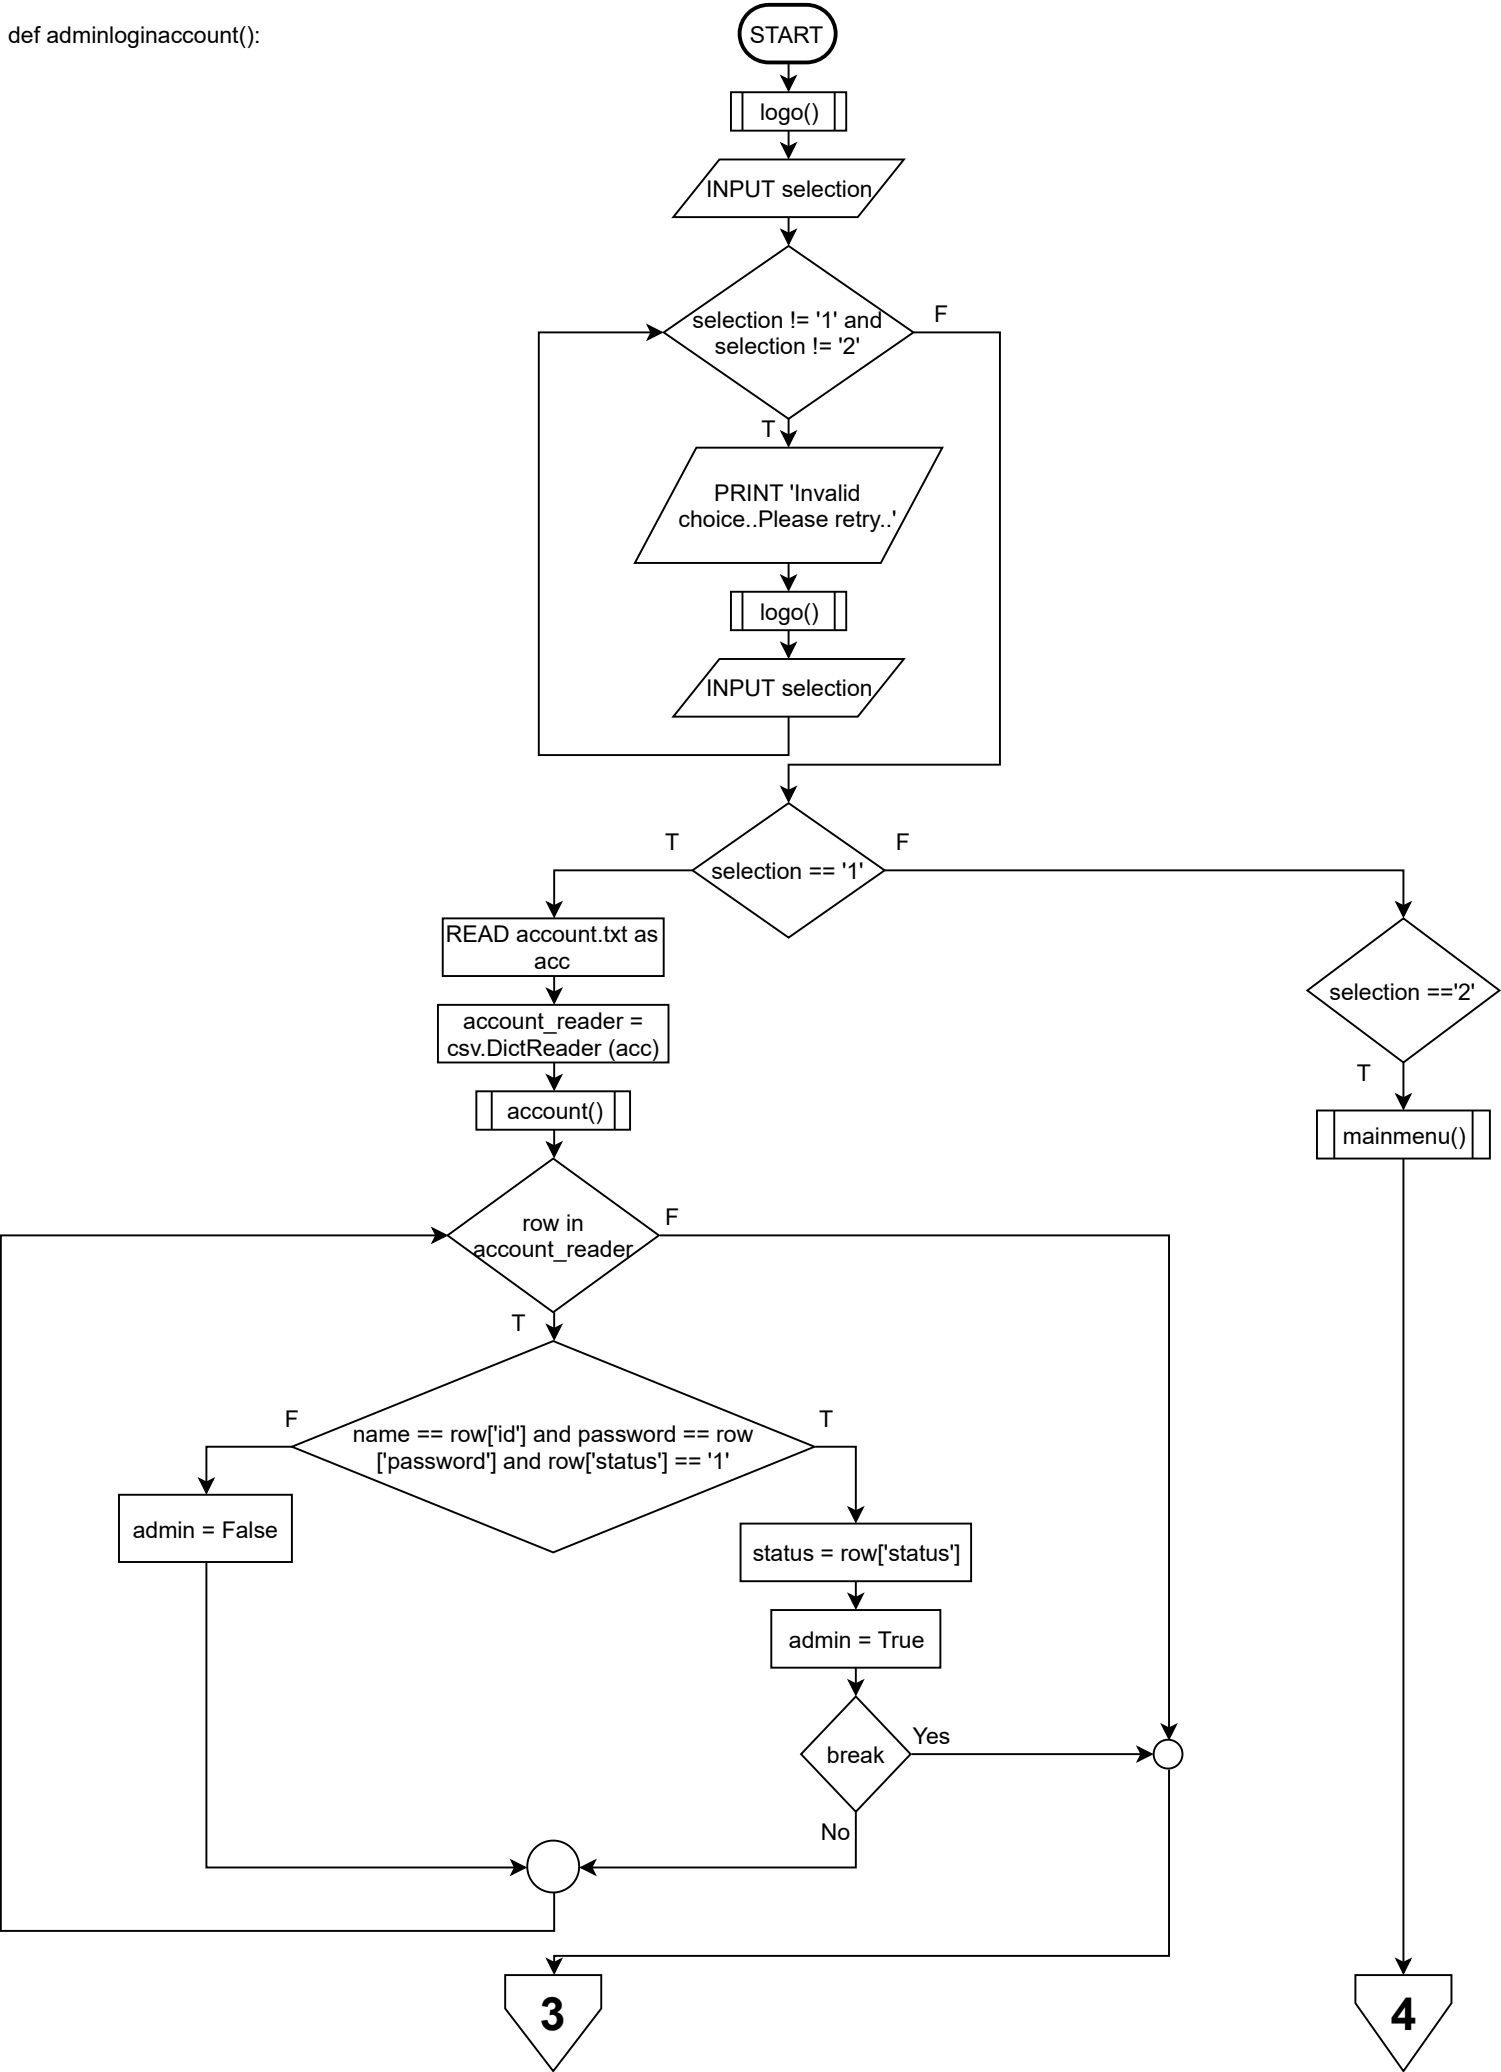 def adminloginaccount():
START
logo()
INPUT selection
selection != '1' and
selection != '2'
F
T
PRINT 'Invalid
choice..Please retry..'
logo()
INPUT selection
T
F
selection == '1'
READ account.txt as
acc
selection =='2'
account_reader =
csv.DictReader (acc)
T
account()
mainmenu()
row in
account_reader
F
T
F
T
name == row['id'] and password == row
['password'] and row['status'] == '1'
admin = False
status = row['status']
admin = True
break
Yes
No
3
4